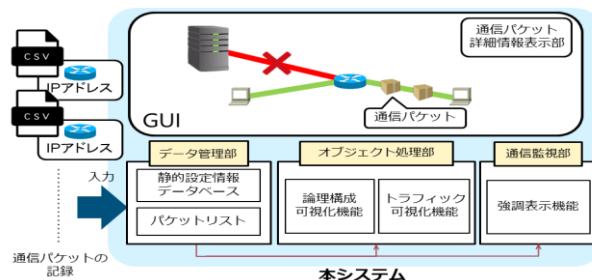 CSV
IPアドレス
CSV
IPアドレス
入力
通信パケットの
記録
通信パケット
詳細情報表示部
通信パケット
GUI
データ管理部
静的設定情報
データベース
パケットリスト
オブジェクト処理部
論理構成
可視化機能
トラフィック
可視化機能
通信監視部
強調表示機能
本システム